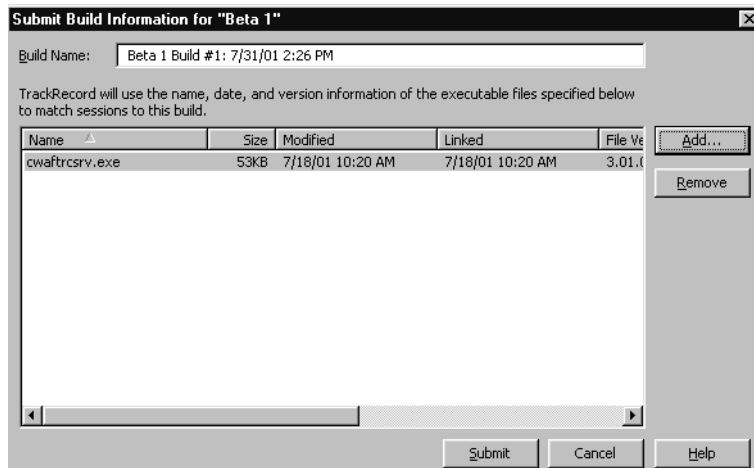 Submit Build Information for "Beta 1"
Build Name: Beta 1 Build #1: 7/31/01 2:26 PM
TrackRecord will use the name, date, and version information of the executable files specified below
to match sessions to this build.
Name Size Modified Linked File Ve Add...
cwaftrcsrv.exe 53KB 7/18/01 10:20 AM 7/18/01 10:20 AM 3.01.0
Remove
Submit Cancel Help